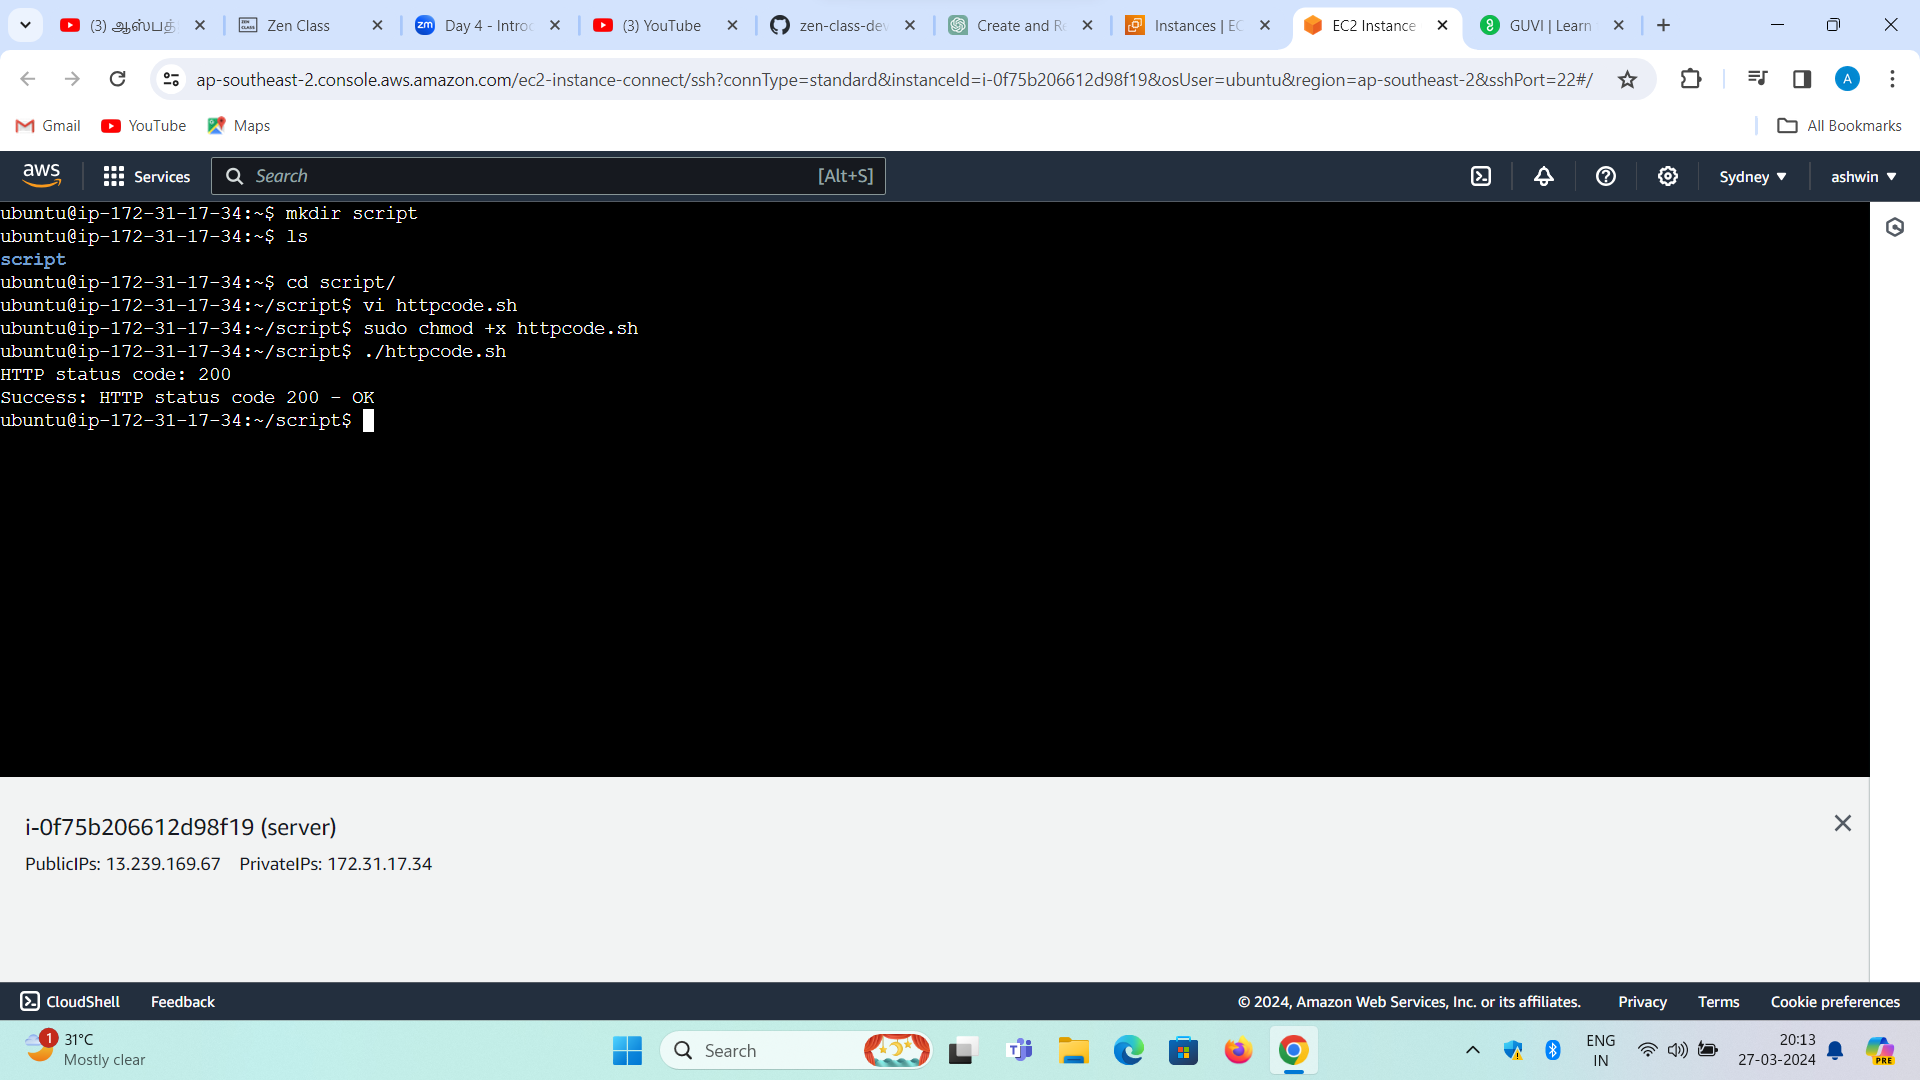 (3) ஆஸ்பத்
Zen Class
Day 4 - Introd
(3) YouTube
zen-class-dev
Create and Re
Instances | EC
EC2 Instance
GUVI | Learn
ap-southeast-2.console.aws.amazon.com/ec2-instance-connect/ssh?connType=standard&instanceId=i-0f75b206612d98f19&osUser=ubuntu&region=ap-southeast-2&sshPort=22#/
A
Gmail
YouTube
Maps
All Bookmarks
aws
Services
Search
[Alt+S]
Sydney
ashwin
ubuntu@ip-172-31-17-34:~$ mkdir script
ubuntu@ip-172-31-17-34:~$ ls
script
ubuntu@ip-172-31-17-34:~$ cd script/
ubuntu@ip-172-31-17-34:~/script$ vi httpcode.sh
ubuntu@ip-172-31-17-34:~/script$ sudo chmod +x httpcode.sh
ubuntu@ip-172-31-17-34:~/script$ ./httpcode.sh
HTTP status code: 200
Success: HTTP status code 200 - OK
ubuntu@ip-172-31-17-34:~/script$
i-0f75b206612d98f19 (server)
PublicIPs: 13.239.169.67 PrivateIPs: 172.31.17.34
CloudShell
Feedback
© 2024, Amazon Web Services, Inc. or its affiliates.
Privacy
Terms
Cookie preferences
1
31°C
Mostly clear
Search
ENG
IN
20:13
27-03-2024
PRE